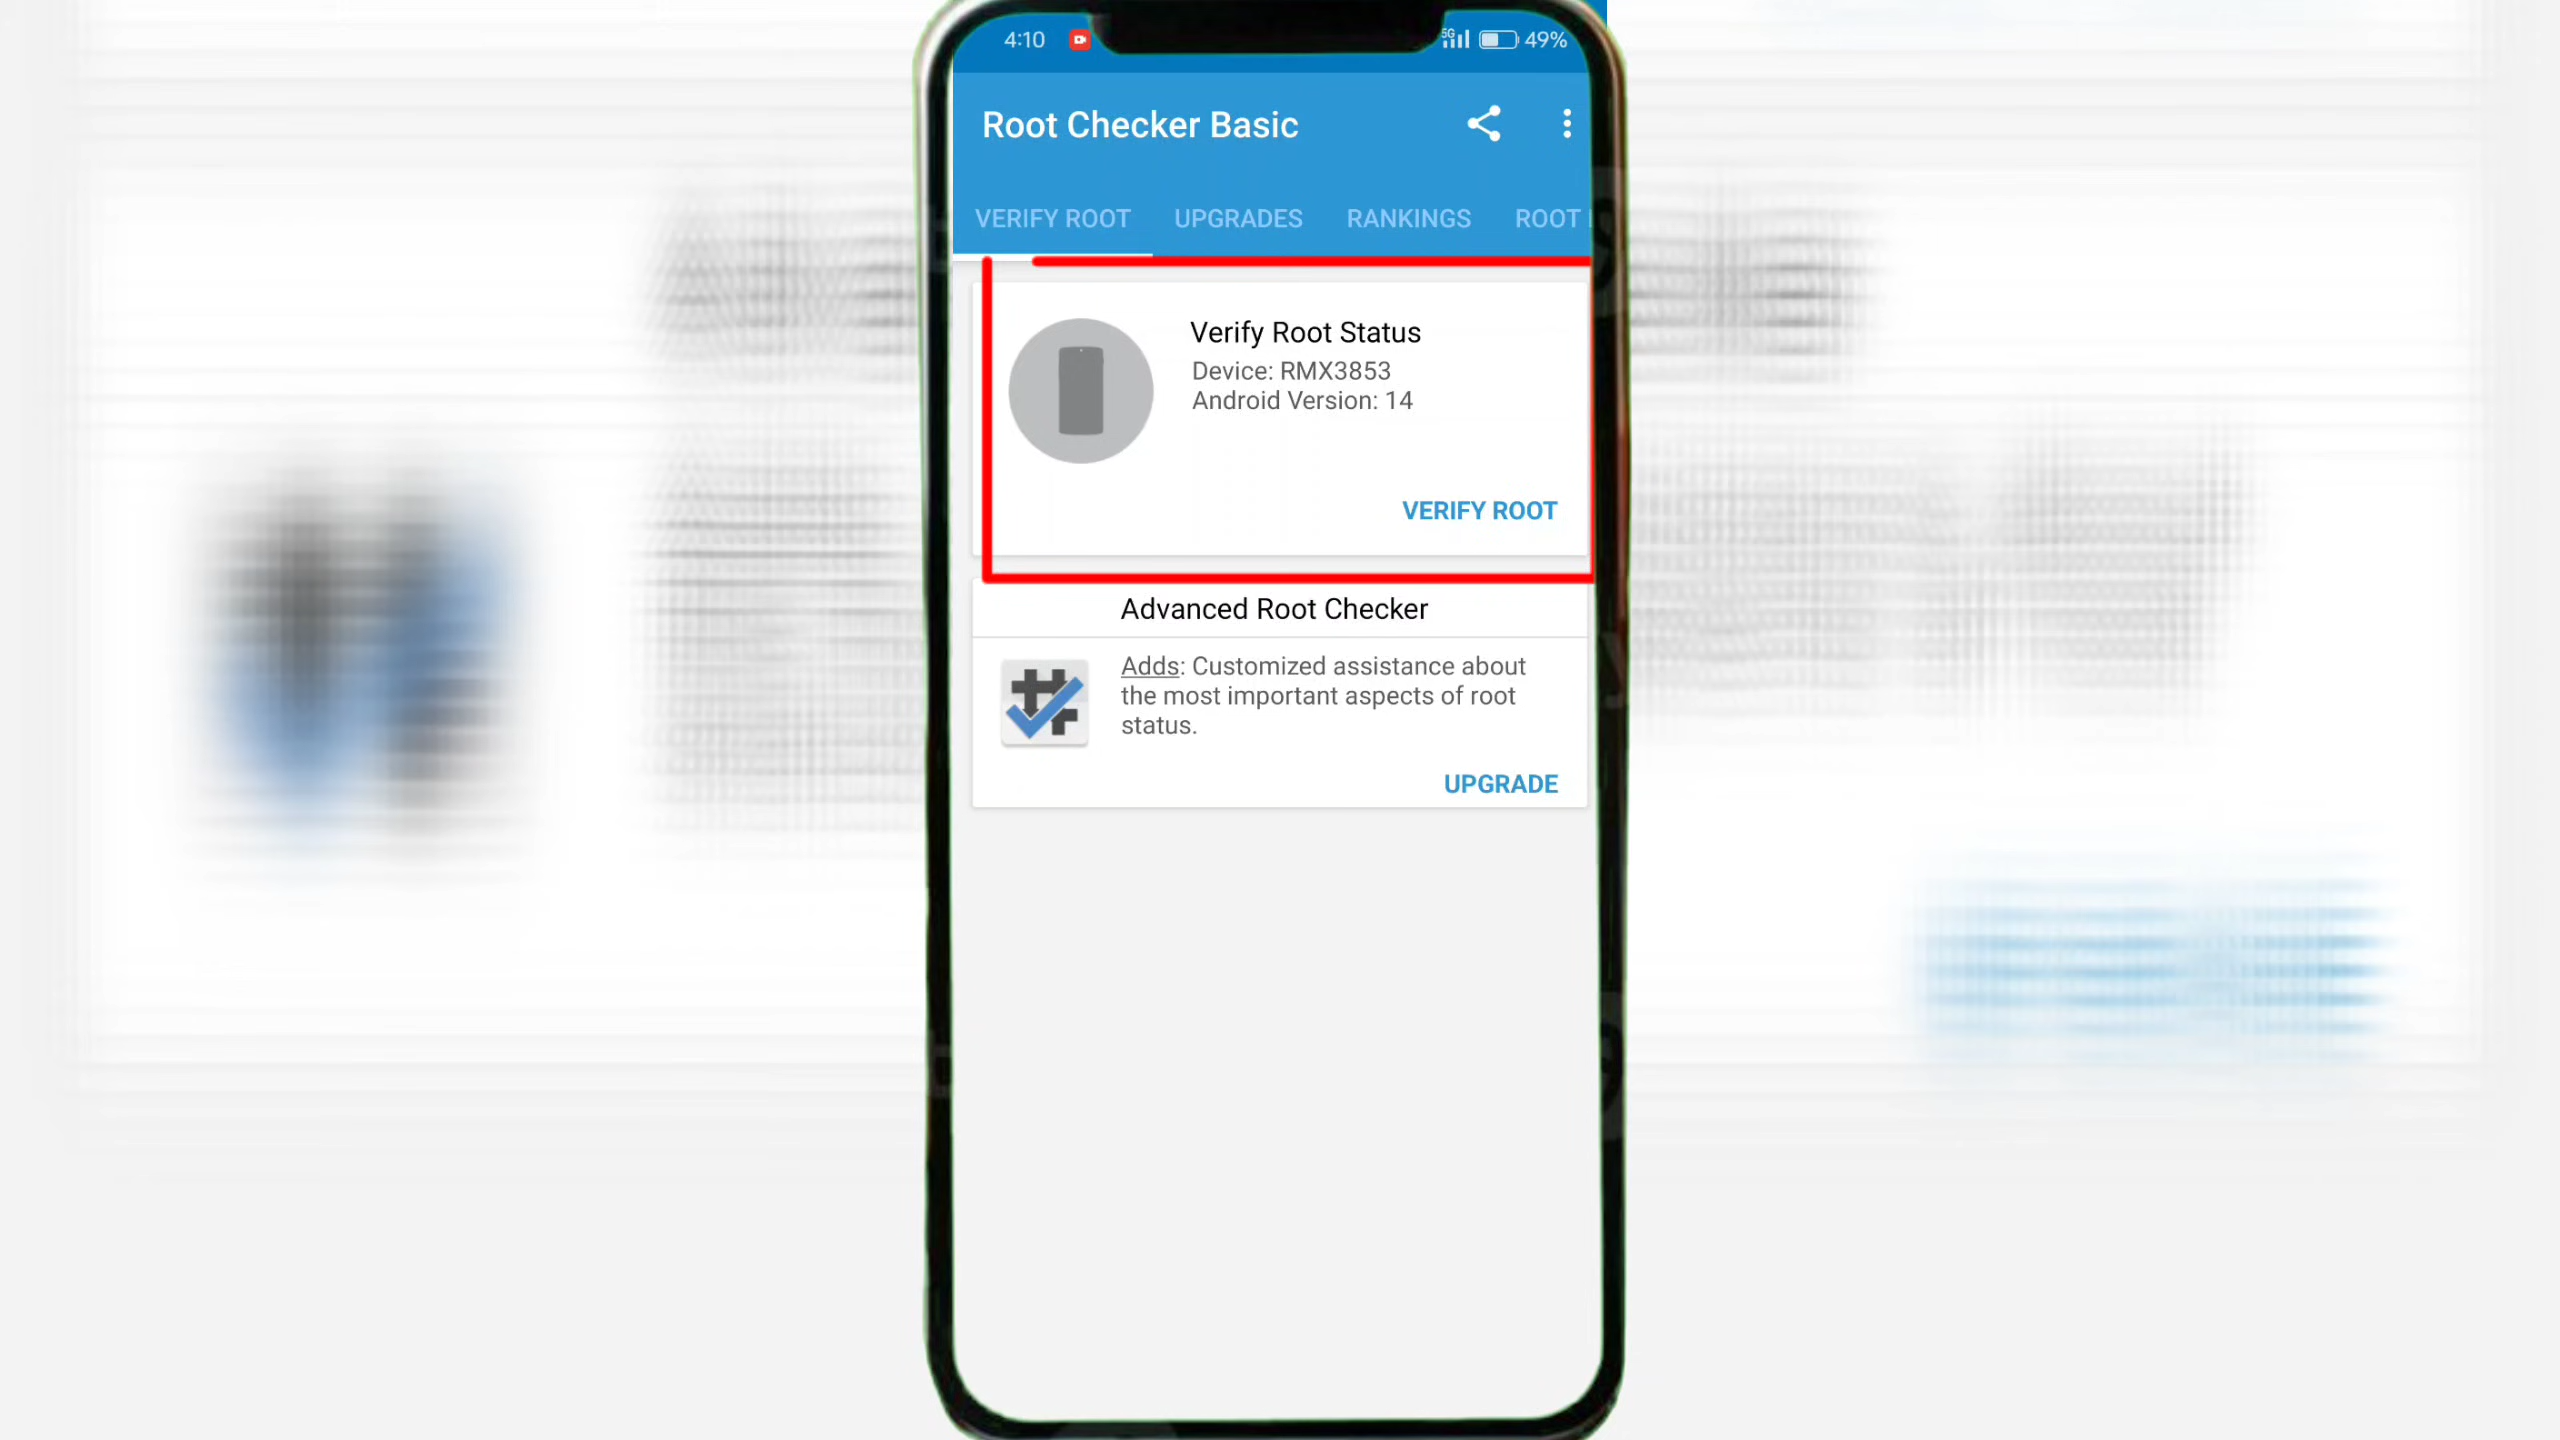 4:10
5G
49%
Root Checker Basic
VERIFY ROOT
UPGRADES
RANKINGS
ROOT
Verify Root Status
Device: RMX3853
Android Version: 14
VERIFY ROOT
Advanced Root Checker
Adds: Customized assistance about
the most important aspects of root
status.
UPGRADE